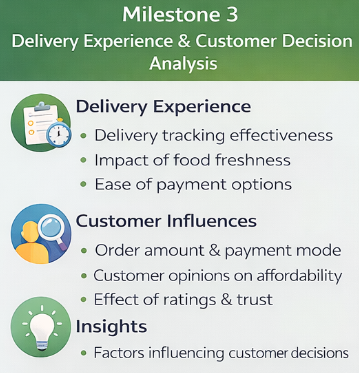 Milestone 3
Delivery Experience & Customer Decision
Analysis
Delivery Experience
• Delivery tracking effectiveness
• Impact of food freshness
• Ease of payment options
Customer Influences
• Order amount & payment mode
• Customer opinions on affordability
• Effect of ratings & trust
Insights
• Factors influencing customer decisions